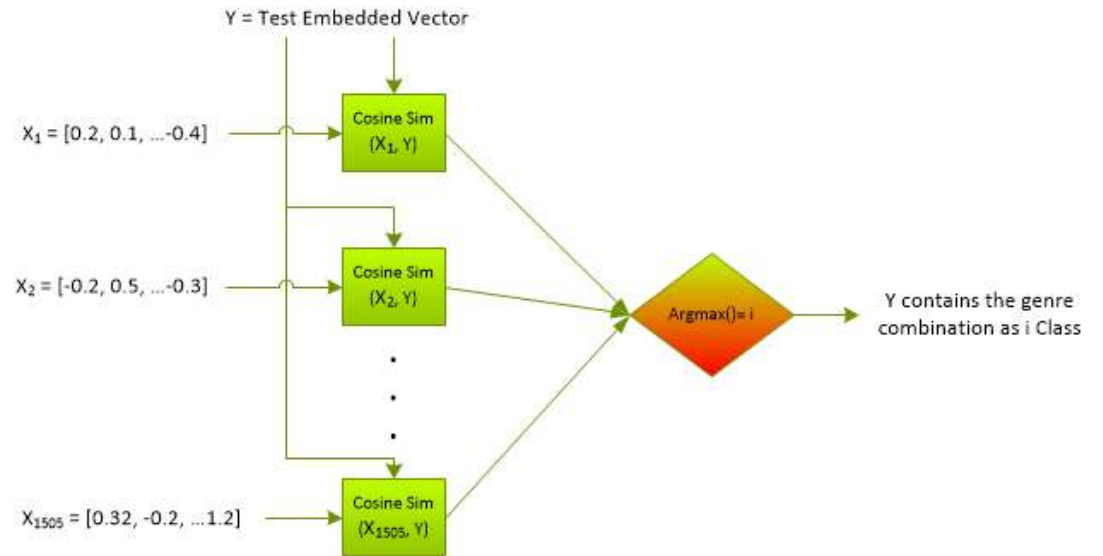 Y = Test Embedded Vector
X₁ = [0.2, 0.1, ...-0.4]
Cosine Sim
(X₁, Y)
X₂ = [-0.2, 0.5, ...-0.3]
Cosine Sim
(X₂, Y)
Argmax()= i
Y contains the genre
combination as i Class
X₁₅₀₅ = [0.32, -0.2, ...1.2]
Cosine Sim
(X₁₅₀₅, Y)